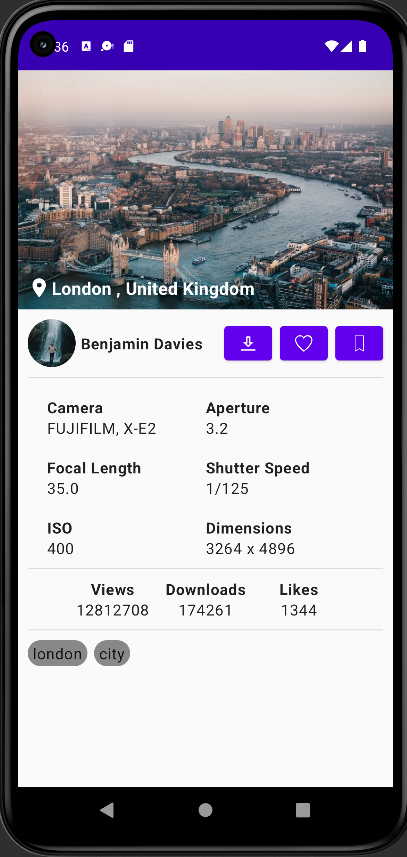 36
London , United Kingdom
Benjamin Davies
Camera Aperture
FUJIFILM, X-E2 3.2
Focal Length Shutter Speed
35.0 1/125
ISO Dimensions
400 3264 x 4896
Views Downloads Likes
12812708 174261 1344
london city